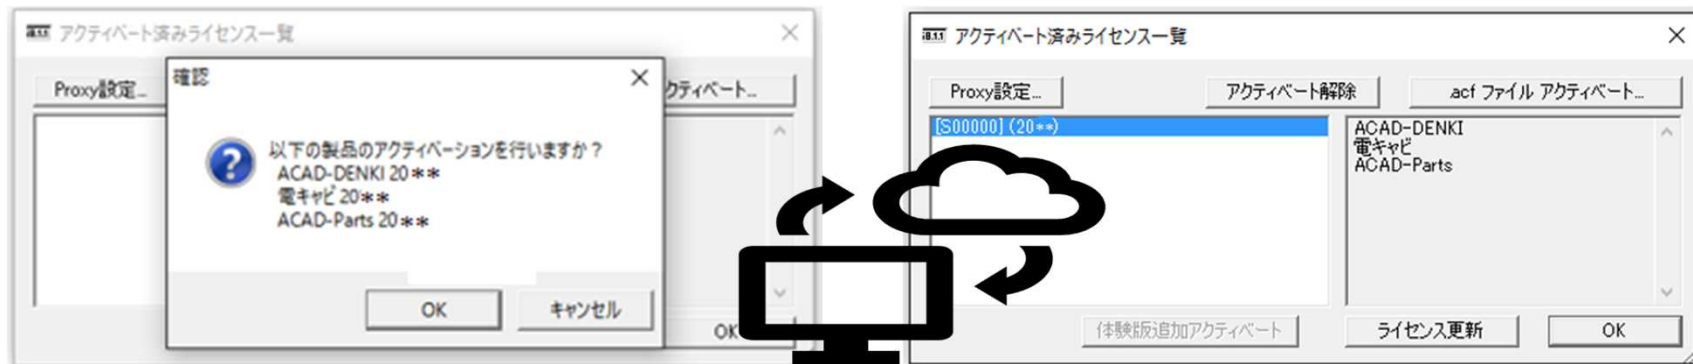 アクティベート済みライセンス一覧
Proxy設定...
クティベート...
確認
以下の製品のアクティベーションを行いますか？
ACAD-DENKI 20**
電キャビ 20**
ACAD-Parts 20**
OK
キャンセル
OK
アクティベート済みライセンス一覧
Proxy設定...
アクティベート解除
.acf ファイル アクティベート...
[S00000] (20**)
ACAD-DENKI
電キャビ
ACAD-Parts
体験版追加アクティベート
ライセンス更新
OK